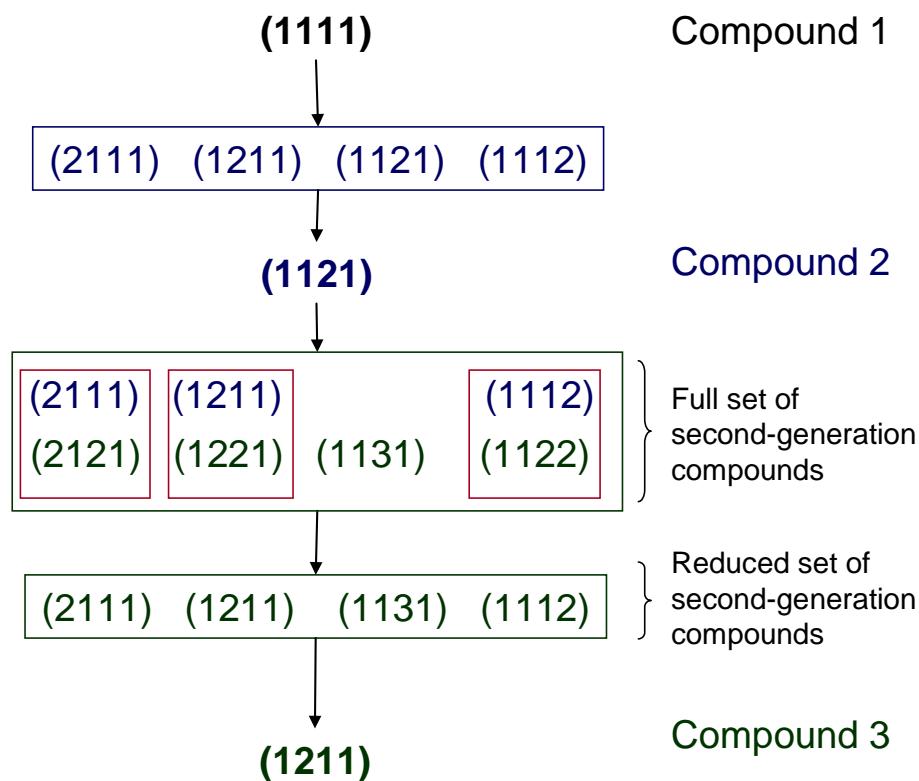 (1111) Compound 1
(2111) (1211) (1121) (1112)
(1121) Compound 2
(2111) (1211) (1112)
(2121) (1221) (1131) (1122)
Full set of
second-generation
compounds
(2111) (1211) (1131) (1112)
Reduced set of
second-generation
compounds
(1211) Compound 3